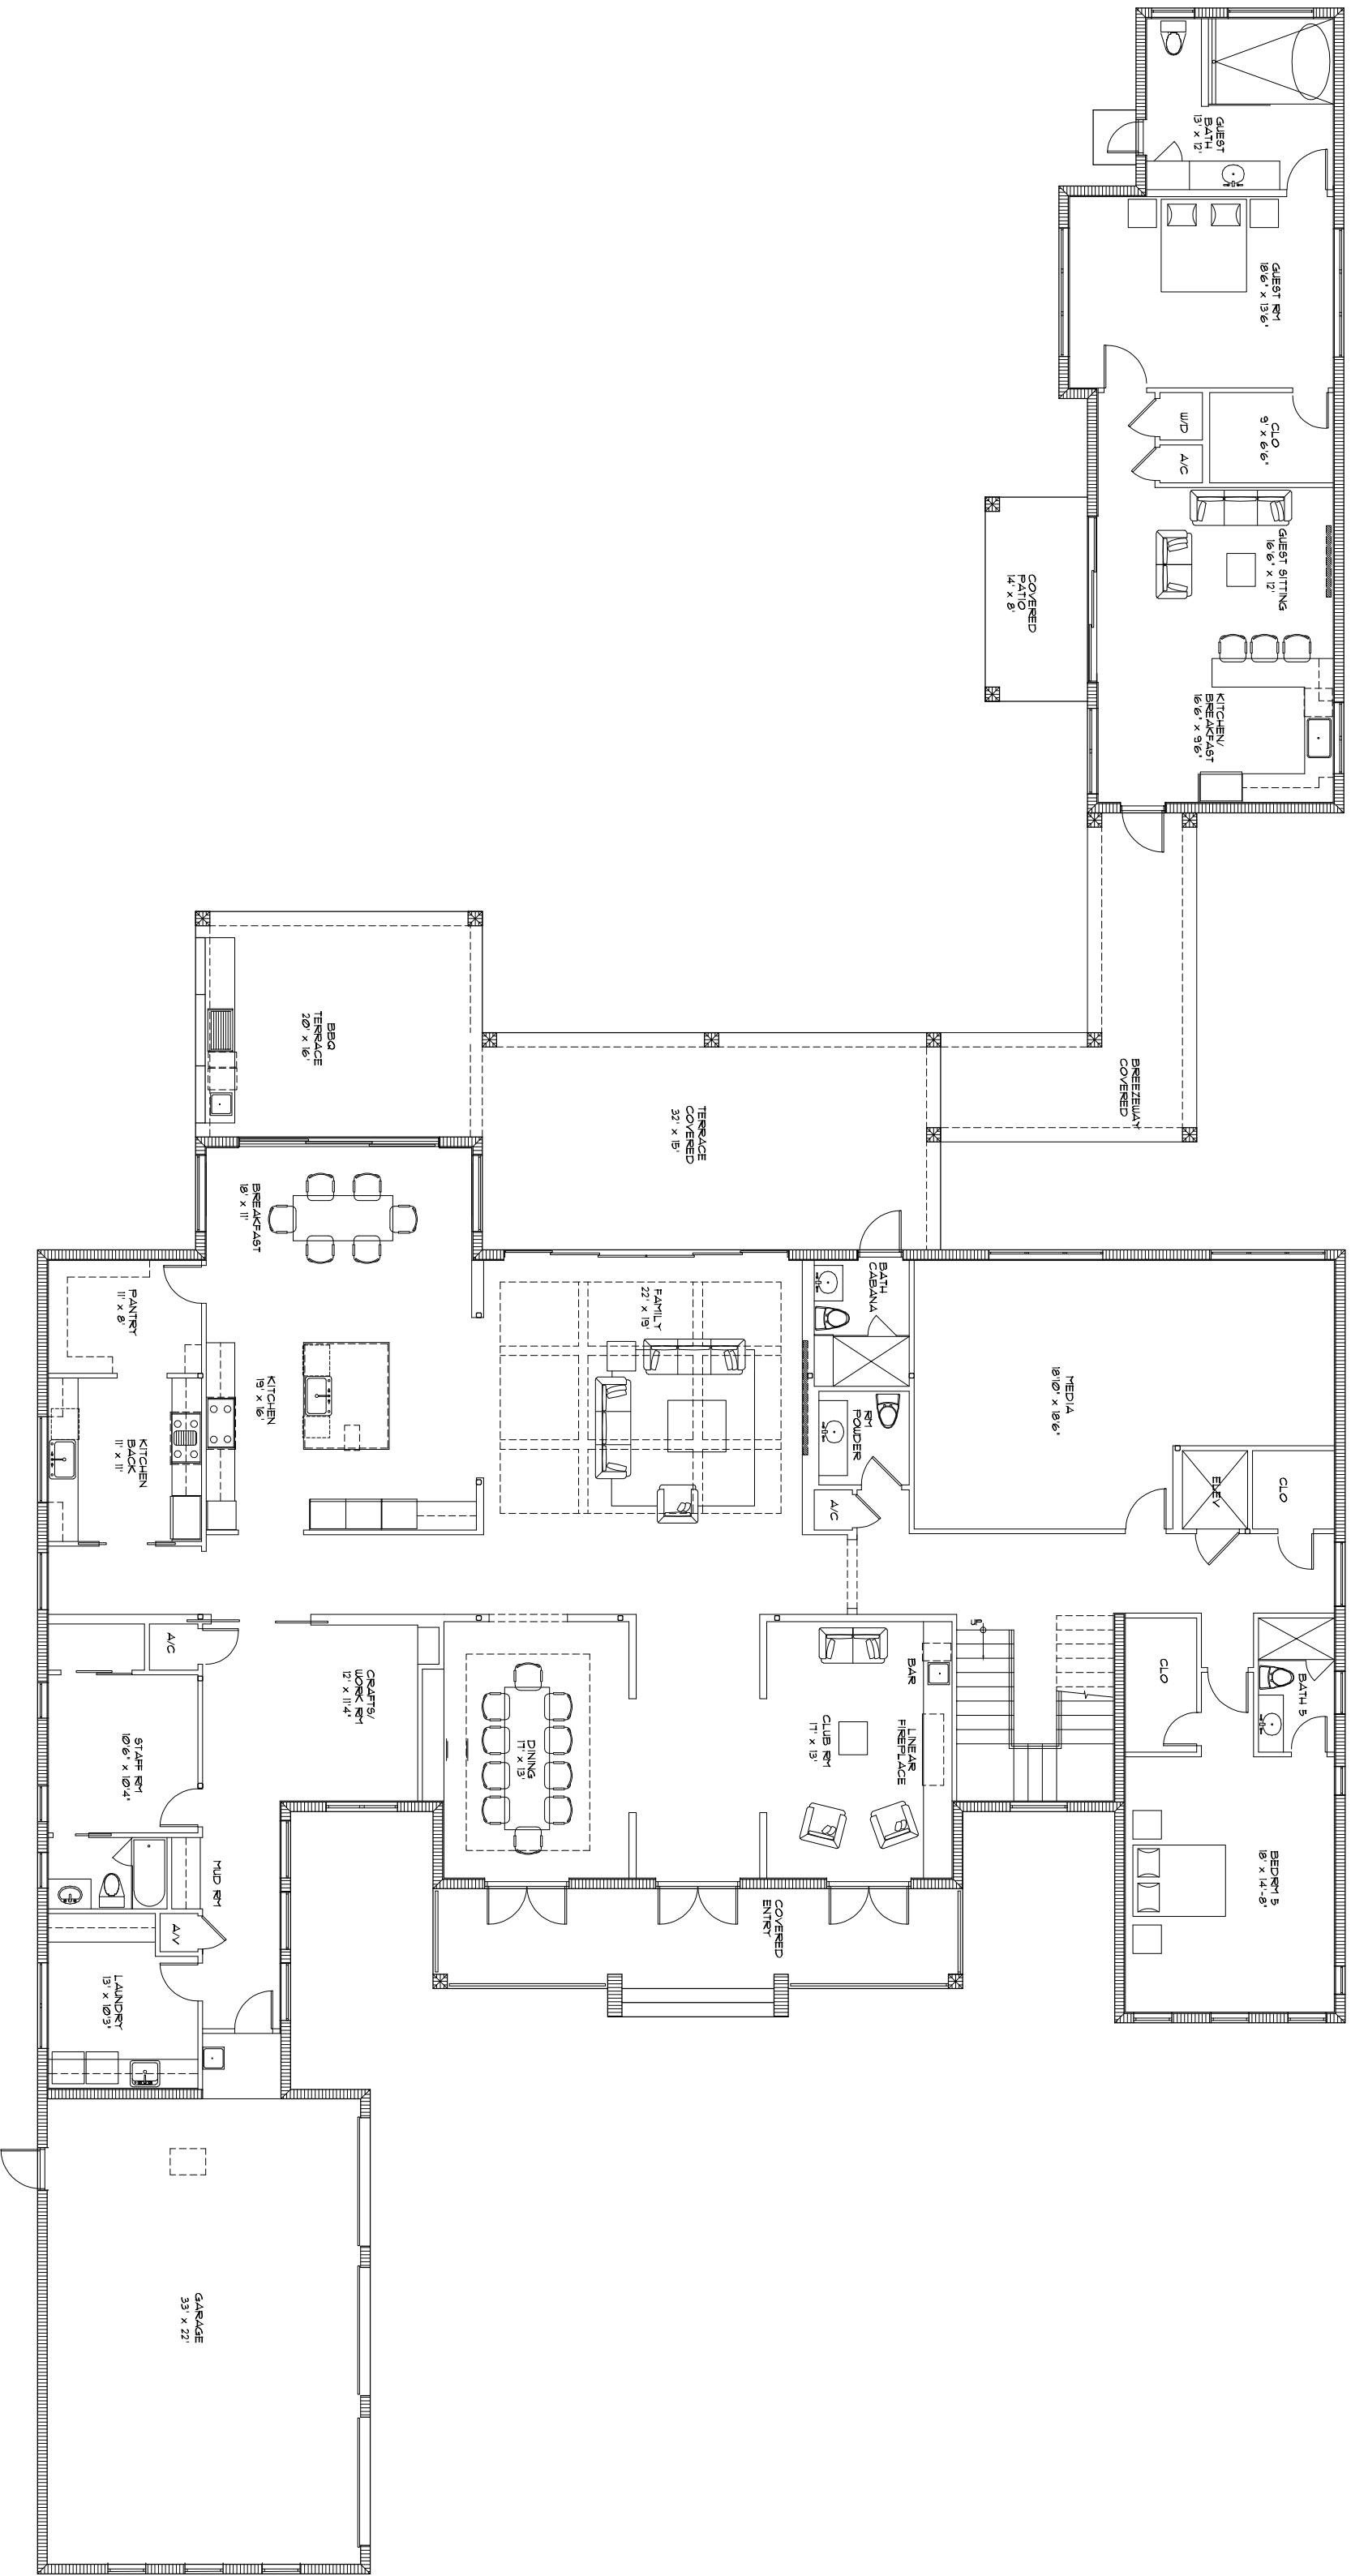 GUEST
BATH
13' x 12'
GUEST RM
18'6" x 13'6"
CLO
9' x 6'6"
W/D
A/C
GUEST SITTING
16'6" x 12'
COVERED
PATIO
14' x 8'
KITCHEN/
BREAKFAST
16'6" x 9'6"
BREEZEWAY
COVERED
TERRACE
COVERED
32' x 15'
BBQ
TERRACE
20' x 16'
BREAKFAST
18' x 11'
BATH
CABANA
MEDIA
18'10" x 18'6"
FAMILY
22' x 19'
PANTRY
11' x 8'
KITCHEN
19' x 16'
RM
POWDER
KITCHEN
BACK
11' x 11'
CLO
ELEV
A/C
UP
BATH 5
CLO
BAR
LINEAR
FIREPLACE
CLUB RM
17' x 13'
DINING
17' x 13'
CRAFTS/
WORK RM
12' x 11'4"
A/C
STAFF RM
10'6" x 10'4"
BEDRM 5
18' x 14'-8"
COVERED
ENTRY
MUD RM
A/V
LAUNDRY
13' x 10'3"
GARAGE
33' x 22'